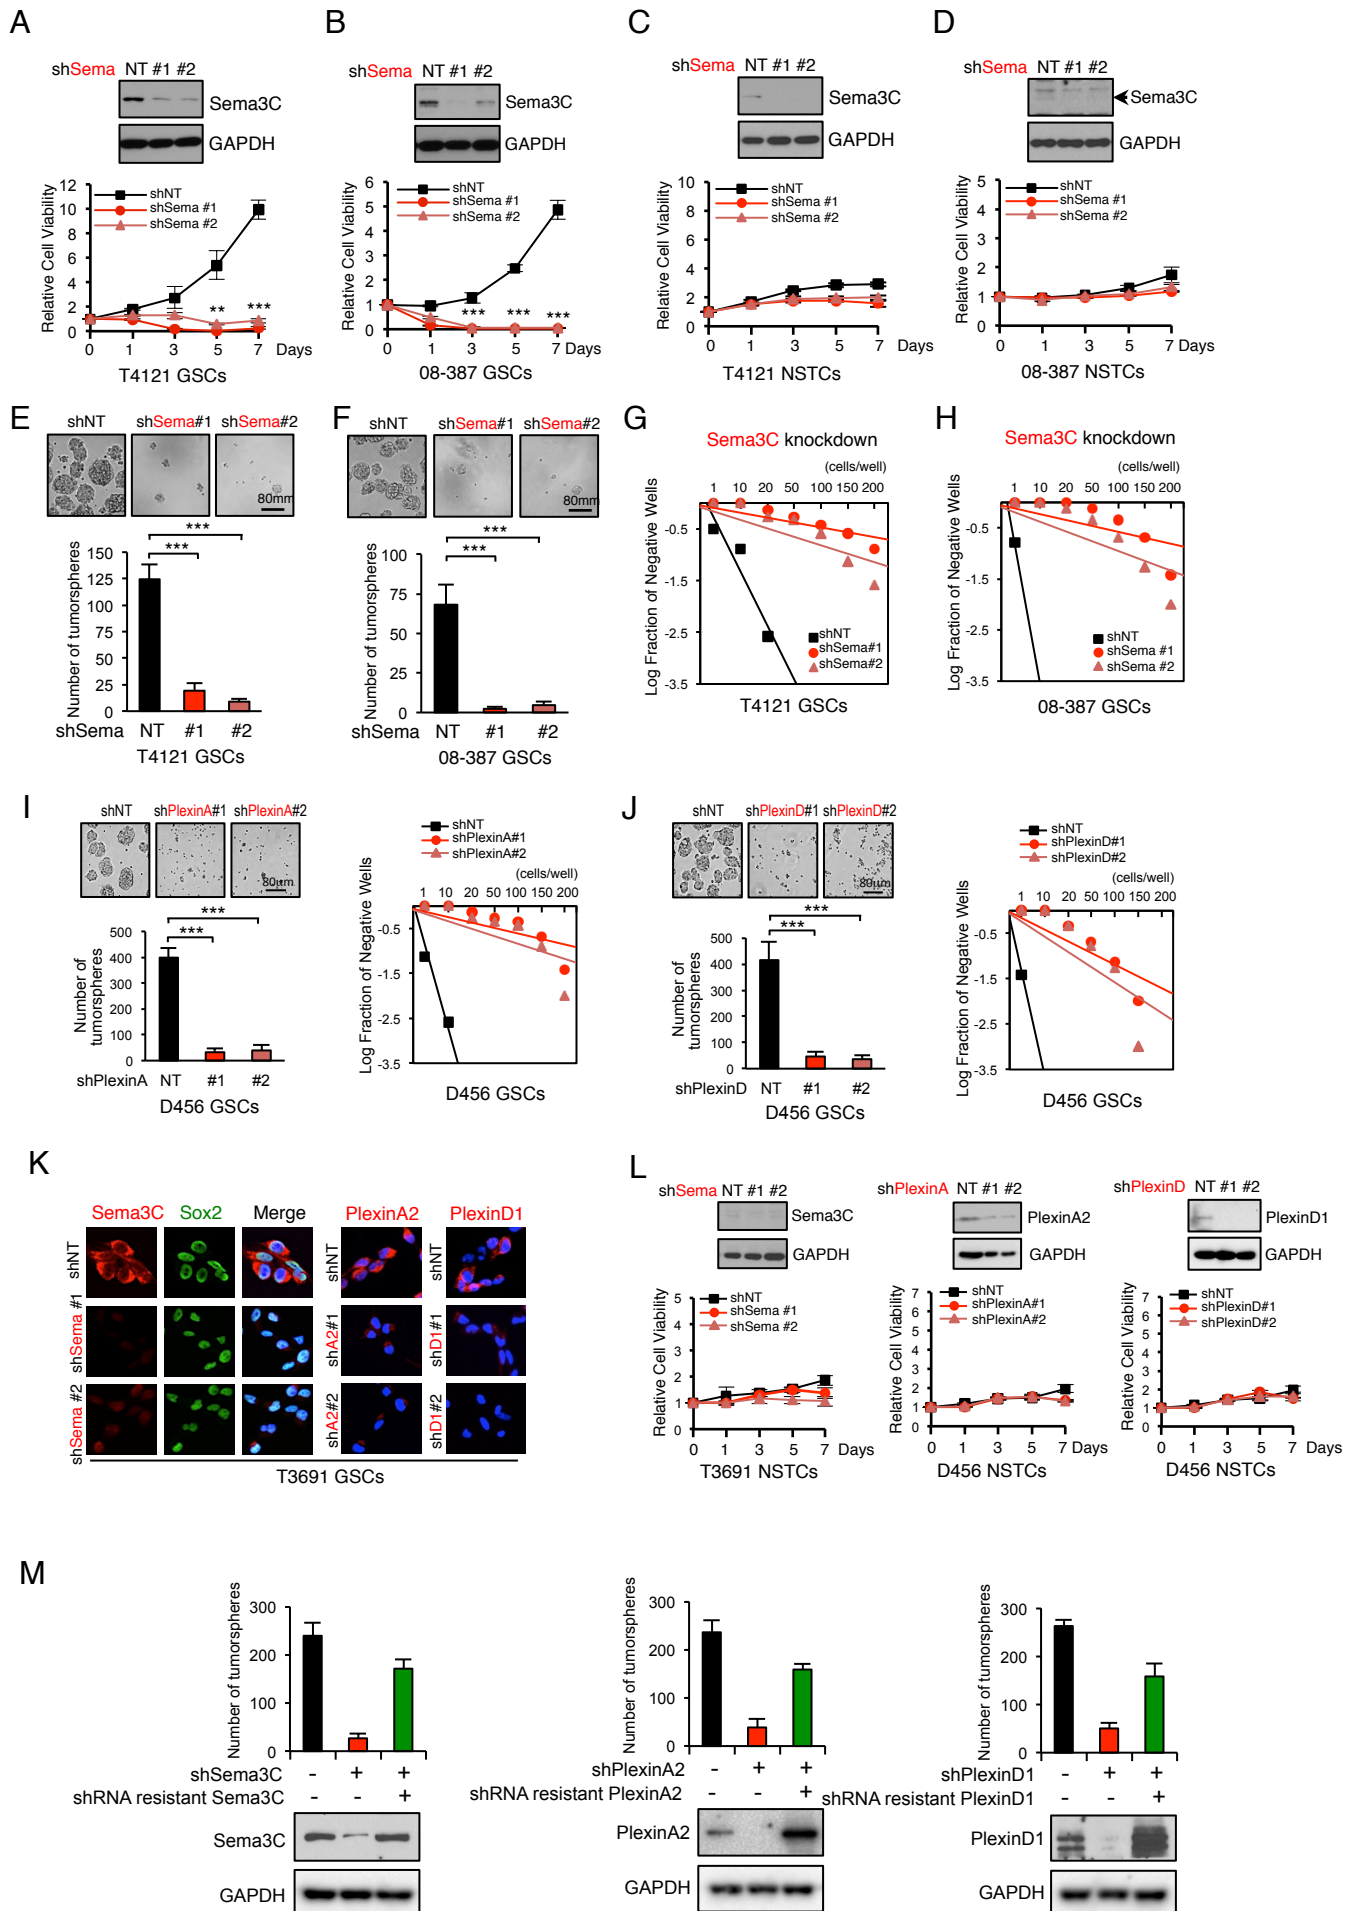 A
shSema NT #1 #2
Sema3C
GAPDH
Relative Cell Viability
12
10
8
6
4
2
0
shNT
shSema #1
shSema #2
**
***
0 1 3 5 7 Days
T4121 GSCs
B
shSema NT #1 #2
Sema3C
GAPDH
Relative Cell Viability
6
5
4
3
2
1
0
shNT
shSema #1
shSema #2
*** *** ***
0 1 3 5 7 Days
08-387 GSCs
C
shSema NT #1 #2
Sema3C
GAPDH
Relative Cell Viability
10
8
6
4
2
0
shNT
shSema #1
shSema #2
0 1 3 5 7 Days
T4121 NSTCs
D
shSema NT #1 #2
Sema3C
GAPDH
Relative Cell Viability
5
4
3
2
1
0
shNT
shSema #1
shSema #2
0 1 3 5 7 Days
08-387 NSTCs
E
shNT shSema#1 shSema#2
80mm
***
***
Number of tumorspheres
150
125
100
75
50
25
0
shSema NT #1 #2
T4121 GSCs
F
shNT shSema#1 shSema#2
80mm
***
***
Number of tumorspheres
100
75
50
25
0
shSema NT #1 #2
08-387 GSCs
G
Sema3C knockdown
(cells/well)
1 10 20 50 100 150 200
Log Fraction of Negative Wells
-0.5
-1.5
-2.5
-3.5
shNT
shSema#1
shSema#2
T4121 GSCs
H
Sema3C knockdown
(cells/well)
1 10 20 50 100 150 200
Log Fraction of Negative Wells
-0.5
-1.5
-2.5
-3.5
shNT
shSema #1
shSema #2
08-387 GSCs
I
shNT shPlexinA#1 shPlexinA#2
80μm
***
***
Number of
tumorspheres
400
300
200
100
0
shPlexinA NT #1 #2
D456 GSCs
shNT
shPlexinA#1
shPlexinA#2
(cells/well)
1 10 20 50 100 150 200
Log Fraction of Negative Wells
-0.5
-1.5
-2.5
-3.5
D456 GSCs
J
shNT shPlexinD#1 shPlexinD#2
80μm
***
***
Number of
tumorspheres
500
400
300
200
100
0
shPlexinD NT #1 #2
D456 GSCs
shNT
shPlexinD#1
shPlexinD#2
(cells/well)
1 10 20 50 100 150 200
Log Fraction of Negative Wells
-0.5
-1.5
-2.5
-3.5
D456 GSCs
K
Sema3C Sox2 Merge PlexinA2 PlexinD1
shNT
shSema #1
shSema #2
shNT
shA2#1
shA2#2
shNT
shD1#1
shD1#2
T3691 GSCs
L
shSema NT #1 #2
Sema3C
GAPDH
Relative Cell Viability
5
4
3
2
1
0
shNT
shSema #1
shSema #2
0 1 3 5 7 Days
T3691 NSTCs
shPlexinA NT #1 #2
PlexinA2
GAPDH
Relative Cell Viability
7
6
5
4
3
2
1
0
shNT
shPlexinA#1
shPlexinA#2
0 1 3 5 7 Days
D456 NSTCs
shPlexinD NT #1 #2
PlexinD1
GAPDH
Relative Cell Viability
7
6
5
4
3
2
1
0
shNT
shPlexinD#1
shPlexinD#2
0 1 3 5 7 Days
D456 NSTCs
M
Number of tumorspheres
300
200
100
0
shSema3C - + +
shRNA resistant Sema3C - - +
Sema3C
GAPDH
Number of tumorspheres
300
200
100
0
shPlexinA2 - + +
shRNA resistant PlexinA2 - - +
PlexinA2
GAPDH
Number of tumorspheres
300
200
100
0
shPlexinD1 - + +
shRNA resistant PlexinD1 - - +
PlexinD1
GAPDH